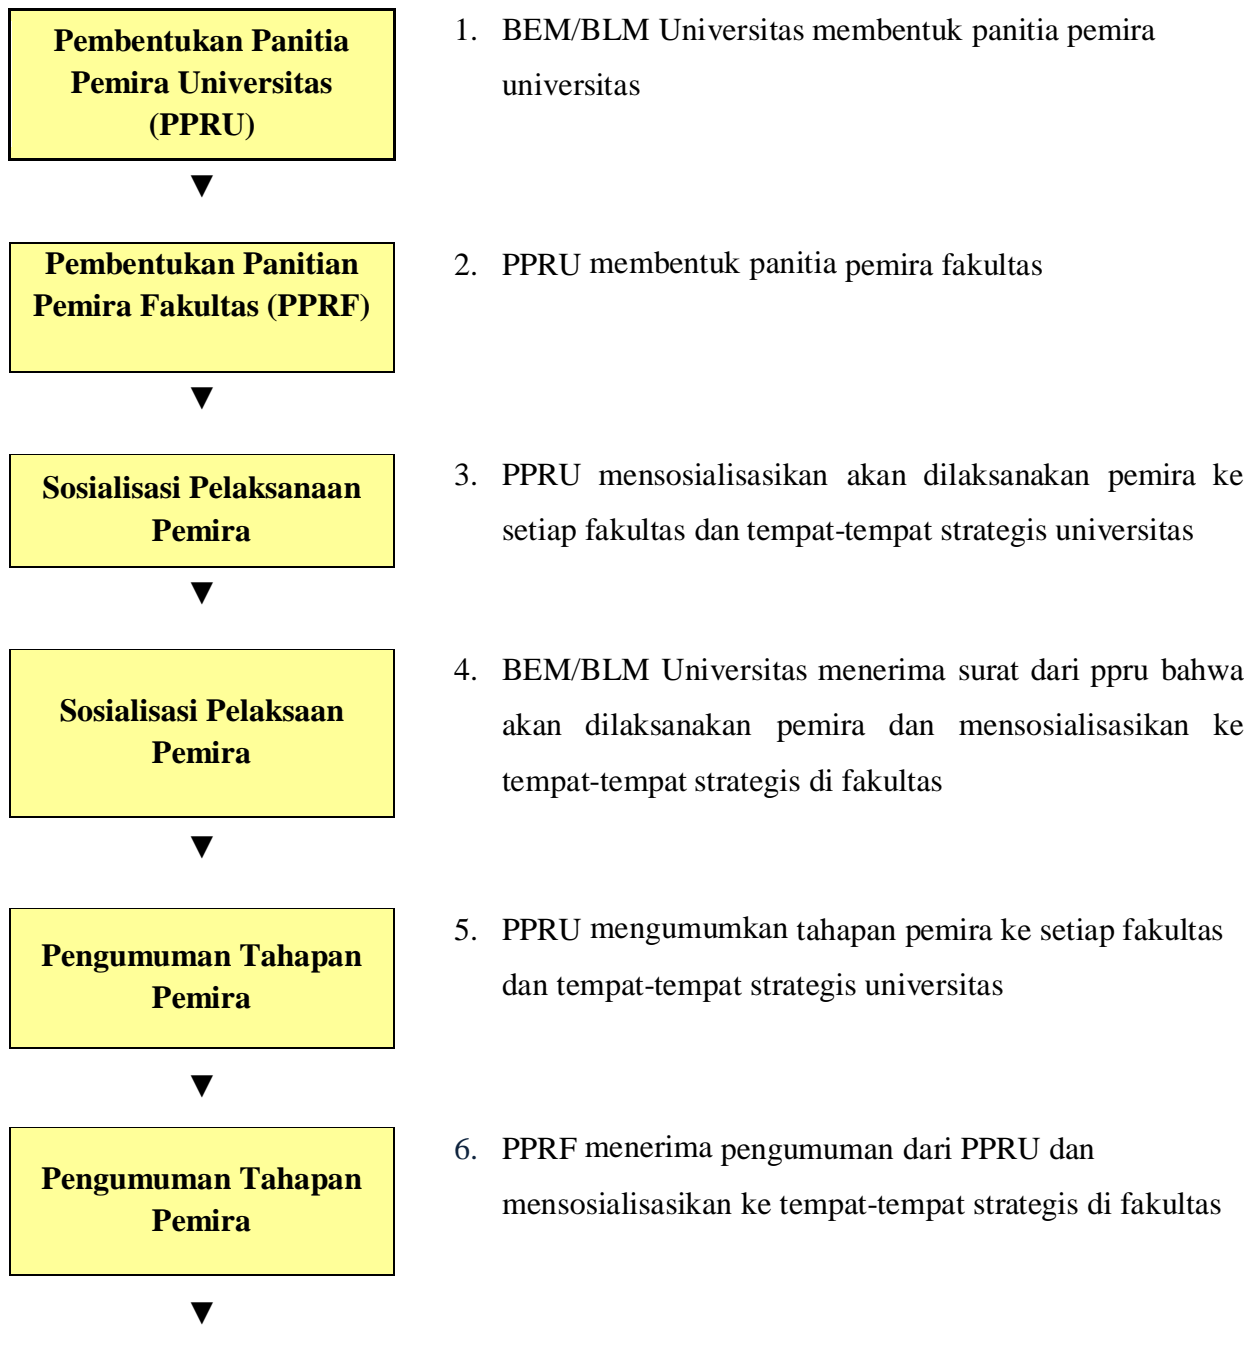 Pembentukan Panitia
Pemira Universitas
(PPRU)
1. BEM/BLM Universitas membentuk panitia pemira
universitas
▼
Pembentukan Panitian
Pemira Fakultas (PPRF)
2. PPRU membentuk panitia pemira fakultas
▼
Sosialisasi Pelaksanaan
Pemira
3. PPRU mensosialisasikan akan dilaksanakan pemira ke
setiap fakultas dan tempat-tempat strategis universitas
▼
Sosialisasi Pelaksaan
Pemira
4. BEM/BLM Universitas menerima surat dari ppru bahwa
akan dilaksanakan pemira dan mensosialisasikan ke
tempat-tempat strategis di fakultas
▼
Pengumuman Tahapan
Pemira
5. PPRU mengumumkan tahapan pemira ke setiap fakultas
dan tempat-tempat strategis universitas
▼
Pengumuman Tahapan
Pemira
6. PPRF menerima pengumuman dari PPRU dan
mensosialisasikan ke tempat-tempat strategis di fakultas
▼